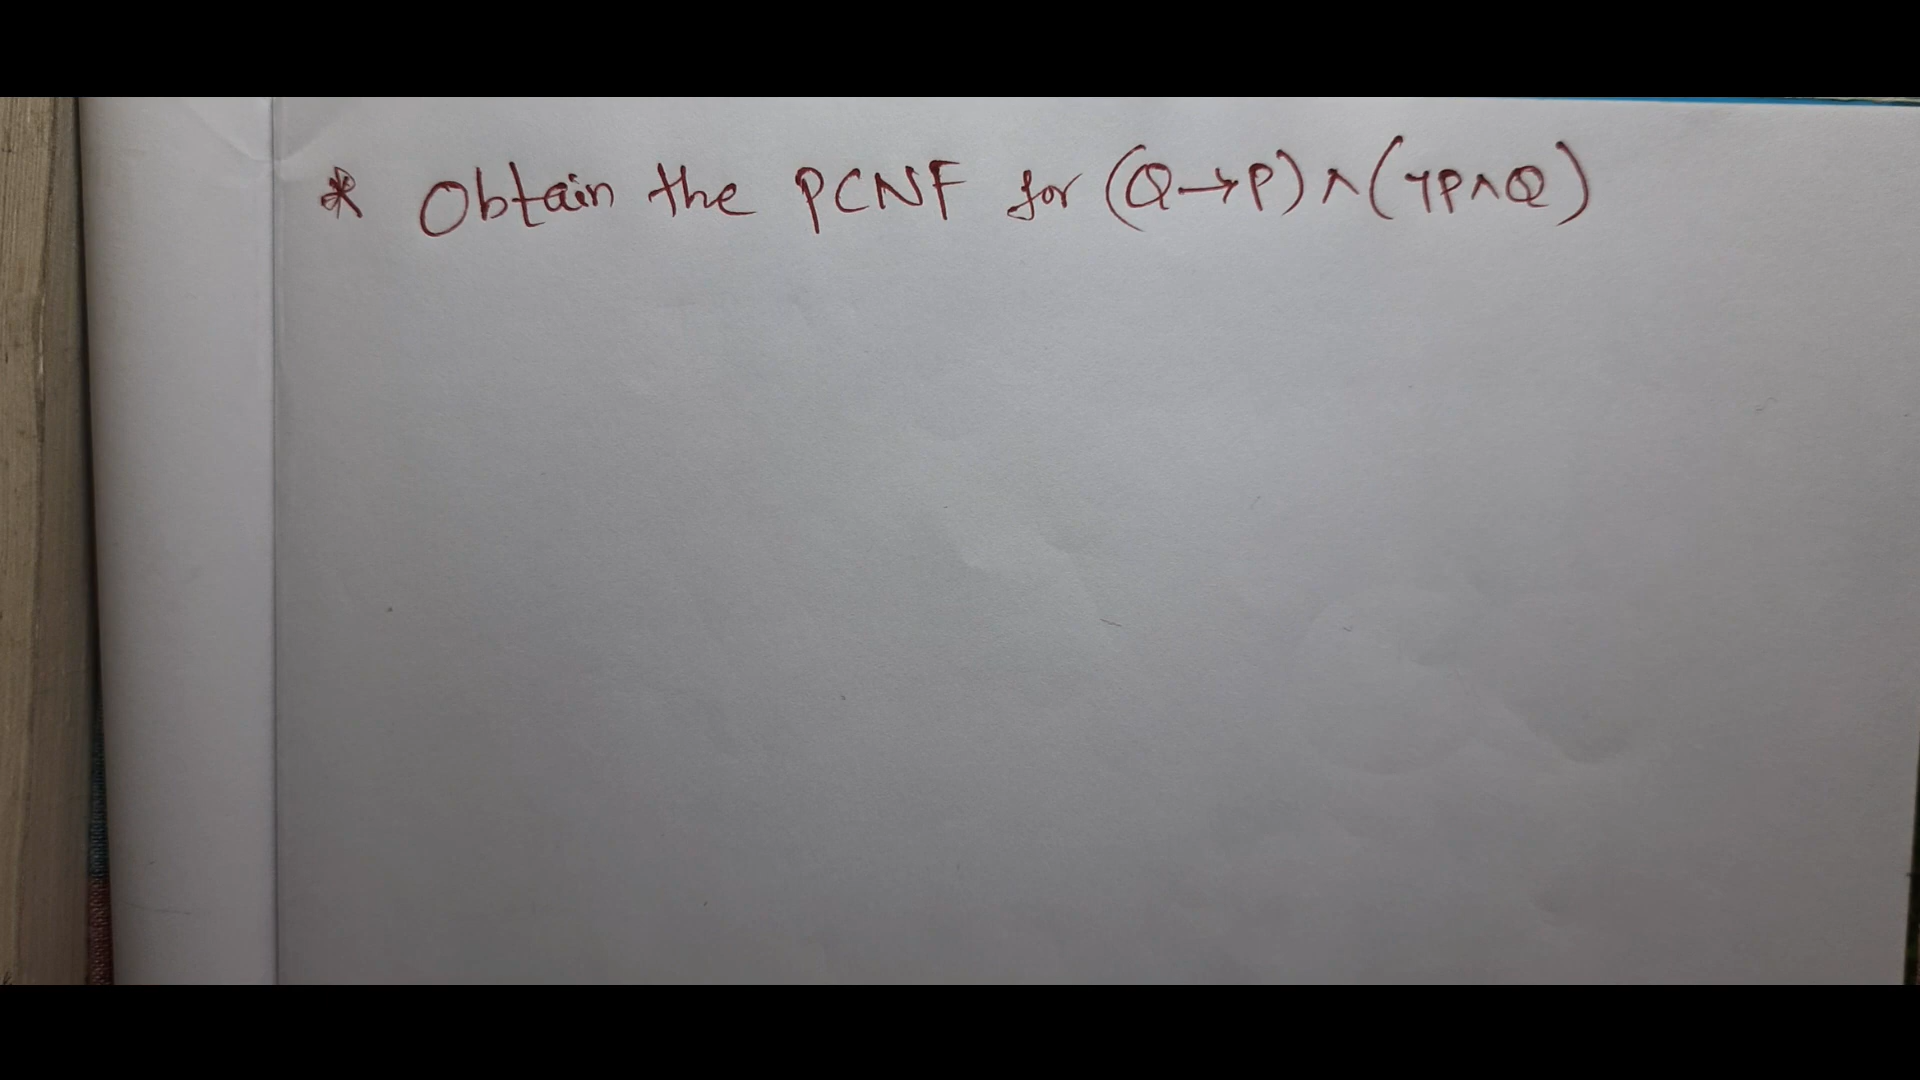 * Obtain the PCNF for (Q→P)∧(¬P∧Q)